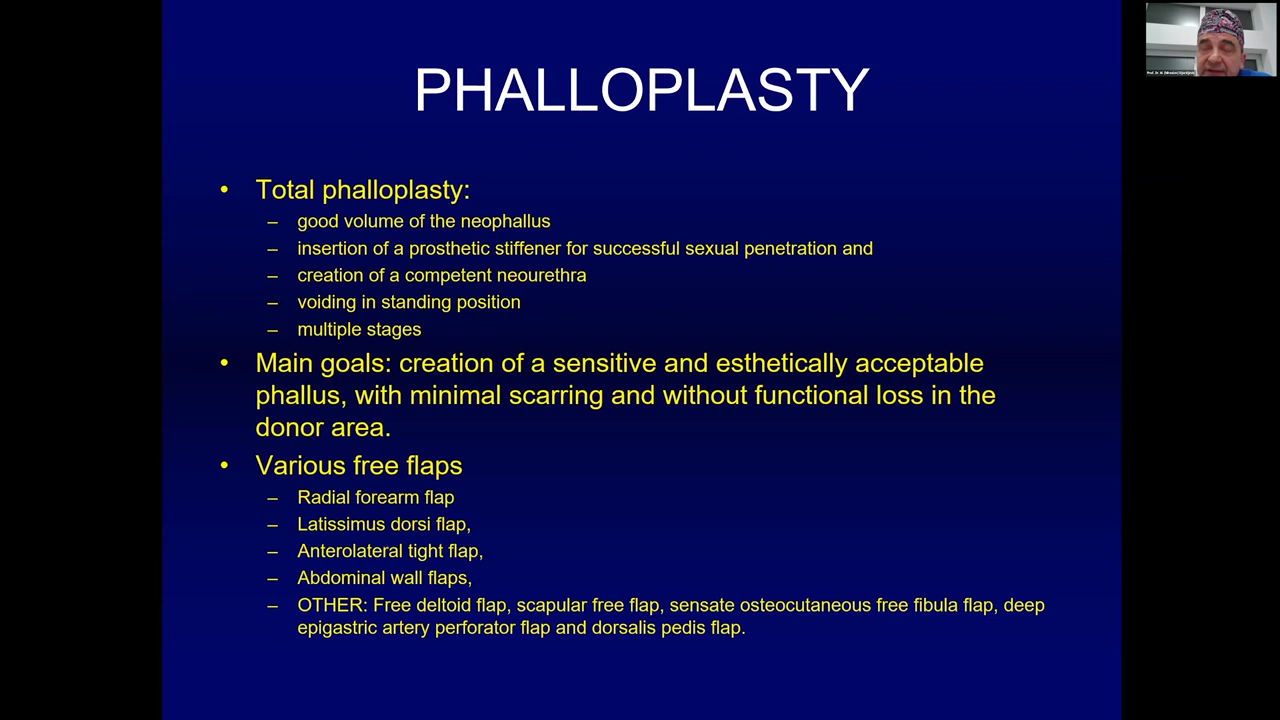 PHALLOPLASTY
• Total phalloplasty:
– good volume of the neophallus
– insertion of a prosthetic stiffener for successful sexual penetration and
– creation of a competent neourethra
– voiding in standing position
– multiple stages
• Main goals: creation of a sensitive and esthetically acceptable
phallus, with minimal scarring and without functional loss in the
donor area.
• Various free flaps
– Radial forearm flap
– Latissimus dorsi flap,
– Anterolateral tight flap,
– Abdominal wall flaps,
– OTHER: Free deltoid flap, scapular free flap, sensate osteocutaneous free fibula flap, deep
epigastric artery perforator flap and dorsalis pedis flap.
Prof. Dr. M.